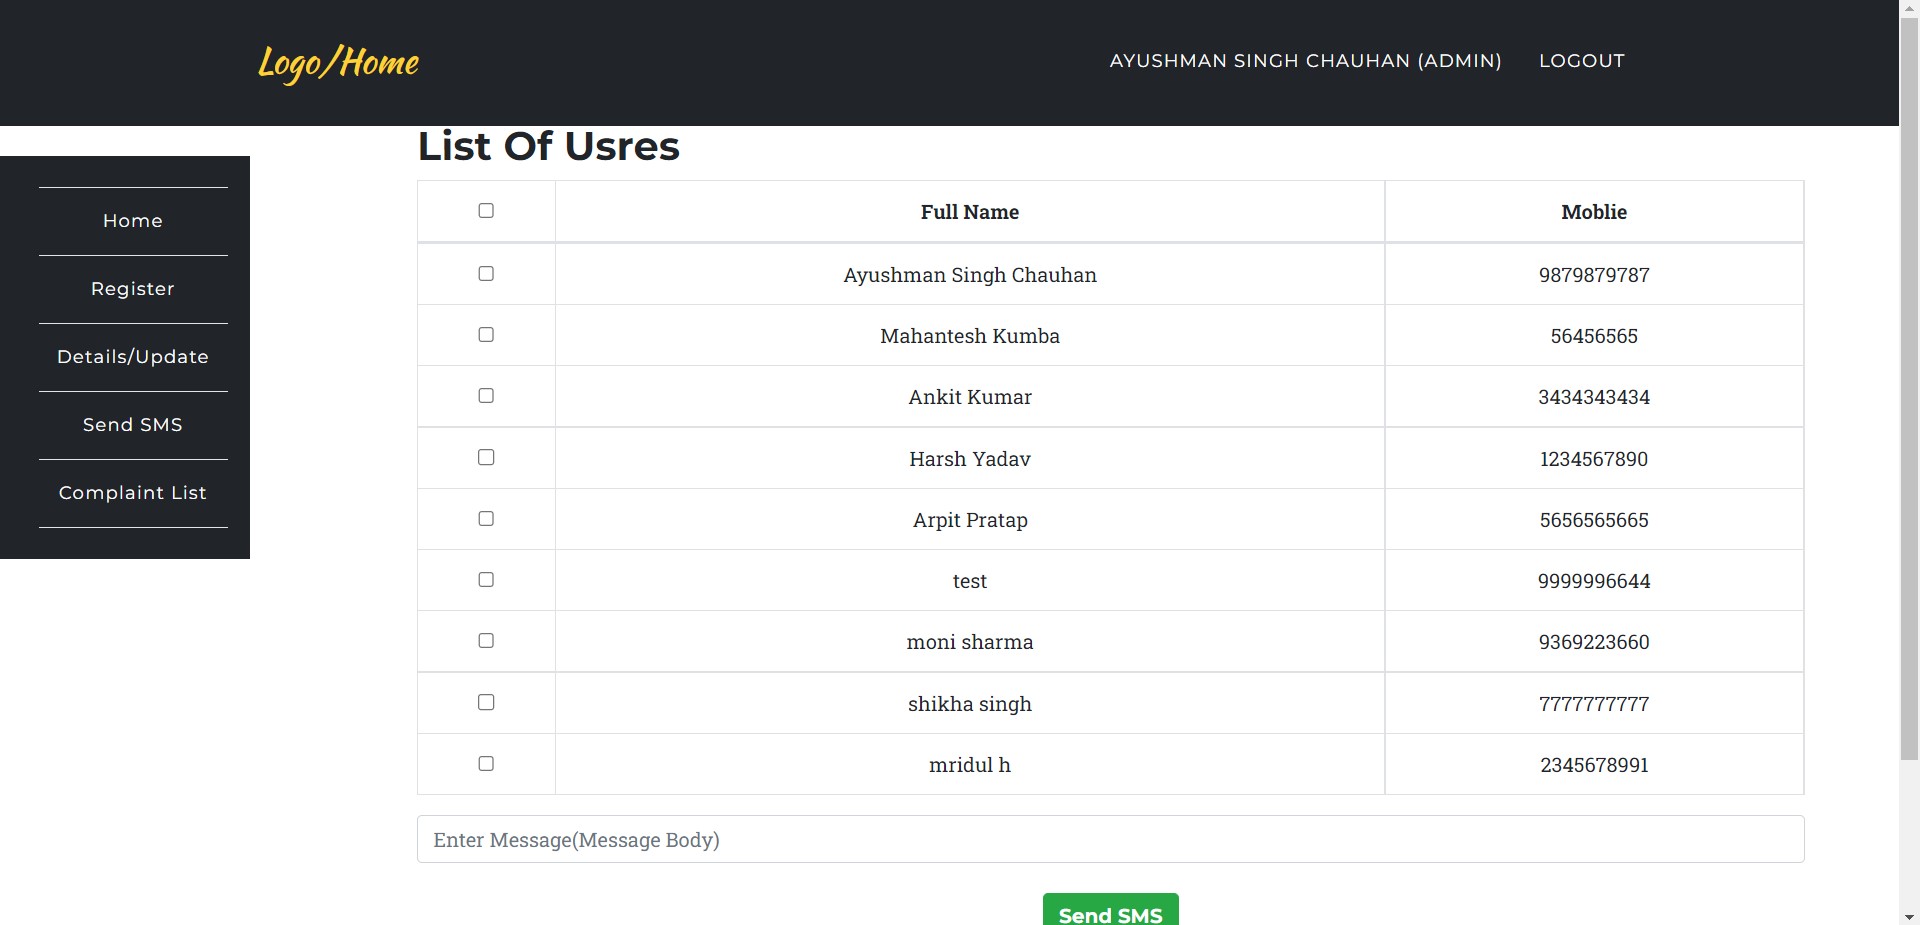 Logo/Home
AYUSHMAN SINGH CHAUHAN (ADMIN) LOGOUT
List Of Usres
Home
Register
Details/Update
Send SMS
Complaint List
Full Name Moblie
Ayushman Singh Chauhan 9879879787
Mahantesh Kumba 56456565
Ankit Kumar 3434343434
Harsh Yadav 1234567890
Arpit Pratap 5656565665
test 9999996644
moni sharma 9369223660
shikha singh 7777777777
mridul h 2345678991
Enter Message(Message Body)
Send SMS